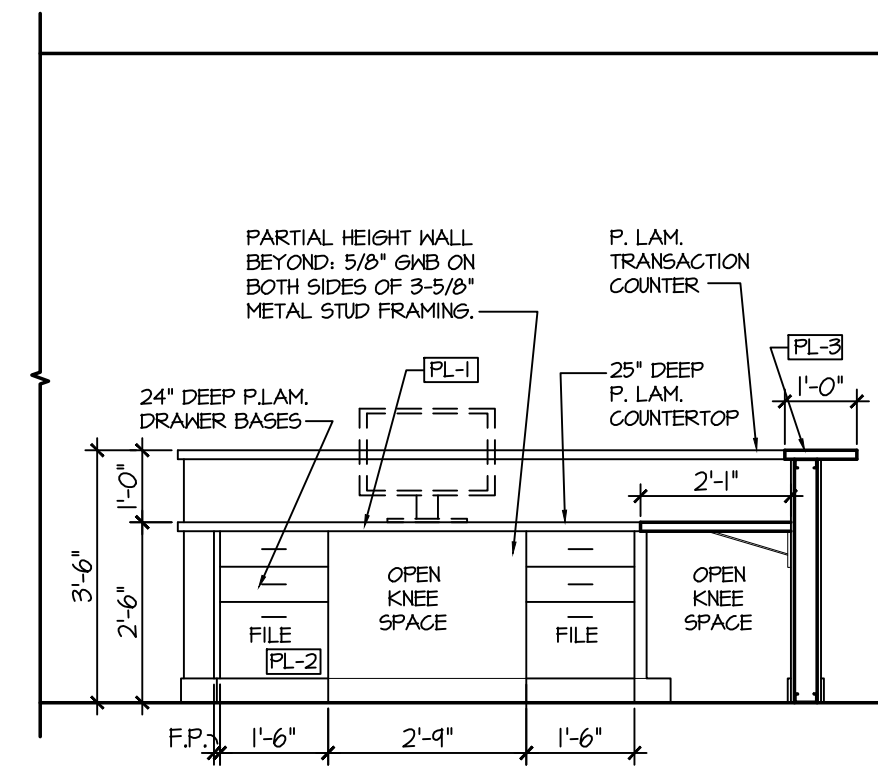 PARTIAL HEIGHT WALL
BEYOND: 5/8" GWB ON
BOTH SIDES OF 3-5/8"
METAL STUD FRAMING.
P. LAM.
TRANSACTION
COUNTER
PL-3
1'-0"
PL-1
25" DEEP
P. LAM.
COUNTERTOP
24" DEEP P.LAM.
DRAWER BASES
2'-1"
1'-0"
3'-6"
2'-6"
OPEN
KNEE
SPACE
OPEN
KNEE
SPACE
FILE
FILE
PL-2
F.P.
1'-6"
2'-9"
1'-6"